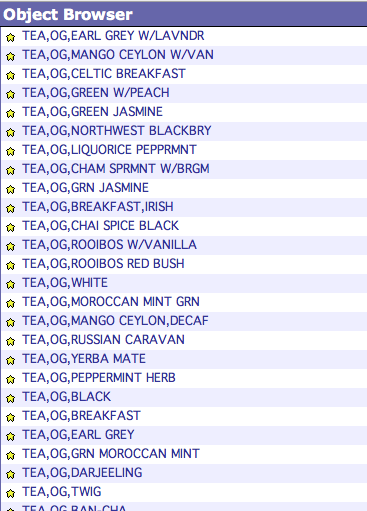 Object Browser
TEA,OG,EARL GREY W/LAVNDR
TEA,OG,MANGO CEYLON W/VAN
TEA,OG,CELTIC BREAKFAST
TEA,OG,GREEN W/PEACH
TEA,OG,GREEN JASMINE
TEA,OG,NORTHWEST BLACKBRY
TEA,OG,LIQUORICE PEPPRMNT
TEA,OG,CHAM SPRMNT W/BRGM
TEA,OG,GRN JASMINE
TEA,OG,BREAKFAST,IRISH
TEA,OG,CHAI SPICE BLACK
TEA,OG,ROOIBOS W/VANILLA
TEA,OG,ROOIBOS RED BUSH
TEA,OG,WHITE
TEA,OG,MOROCCAN MINT GRN
TEA,OG,MANGO CEYLON,DECAF
TEA,OG,RUSSIAN CARAVAN
TEA,OG,YERBA MATE
TEA,OG,PEPPERMINT HERB
TEA,OG,BLACK
TEA,OG,BREAKFAST
TEA,OG,EARL GREY
TEA,OG,GRN MOROCCAN MINT
TEA,OG,DARJEELING
TEA,OG,TWIG
TEA,OG,BAN-CHA